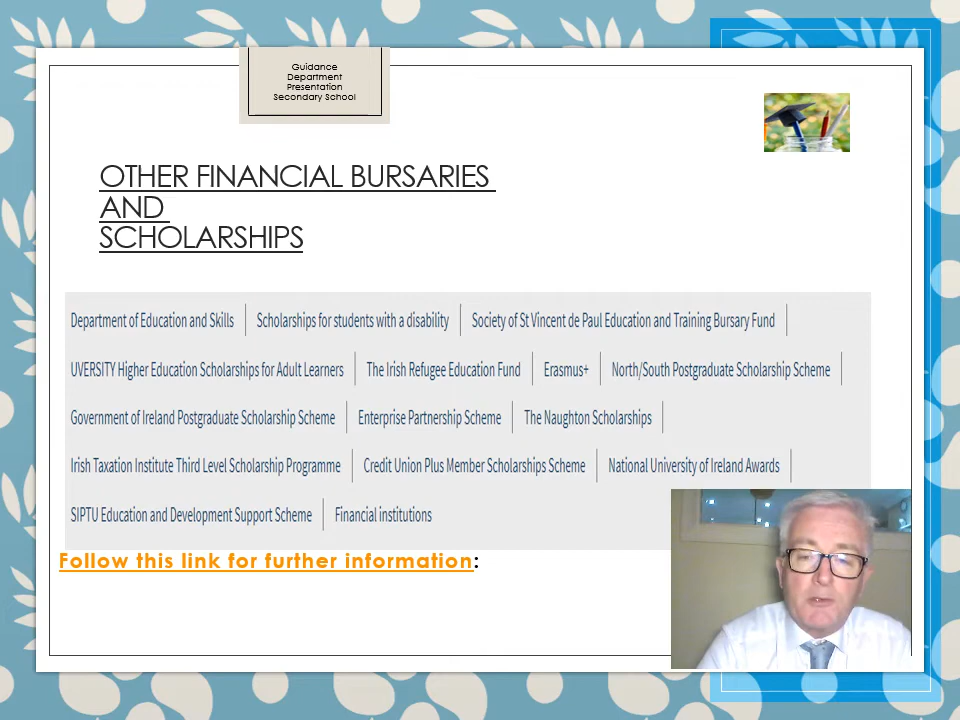 Guidance
Department
Presentation
Secondary School
OTHER FINANCIAL BURSARIES
AND
SCHOLARSHIPS
Department of Education and Skills | Scholarships for students with a disability | Society of St Vincent de Paul Education and Training Bursary Fund |
UVERSITY Higher Education Scholarships for Adult Learners | The Irish Refugee Education Fund | Erasmus+ | North/South Postgraduate Scholarship Scheme |
Government of Ireland Postgraduate Scholarship Scheme | Enterprise Partnership Scheme | The Naughton Scholarships |
Irish Taxation Institute Third Level Scholarship Programme | Credit Union Plus Member Scholarships Scheme | National University of Ireland Awards |
SIPTU Education and Development Support Scheme | Financial institutions
Follow this link for further information: